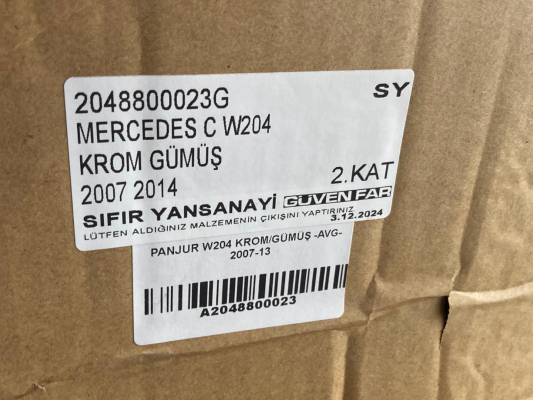 2048800023G SY
MERCEDES C W204
KROM GÜMÜŞ
2007 2014 2.KAT
SIFIR YANSANAYİ GÜVEN FAR
LÜTFEN ALDIĞINIZ MALZEMENİN ÇIKIŞINI YAPTIRINIZ 3.12.2024
PANJUR W204 KROM/GÜMÜŞ -AVG-
2007-13
A2048800023